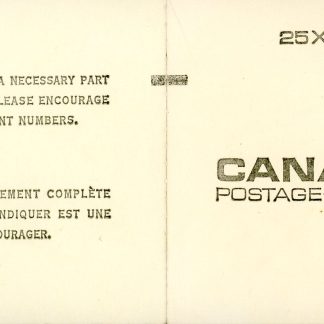 A NECESSARY PART
LEASE ENCOURAGE
NT NUMBERS.
EMENT COMPLÈTE
NDIQUER EST UNE
OURAGER.
25X
CANA
POSTAGE